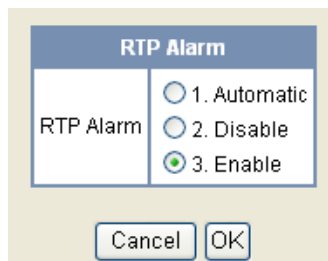 RTP Alarm
RTP Alarm
1. Automatic
2. Disable
3. Enable
Cancel OK